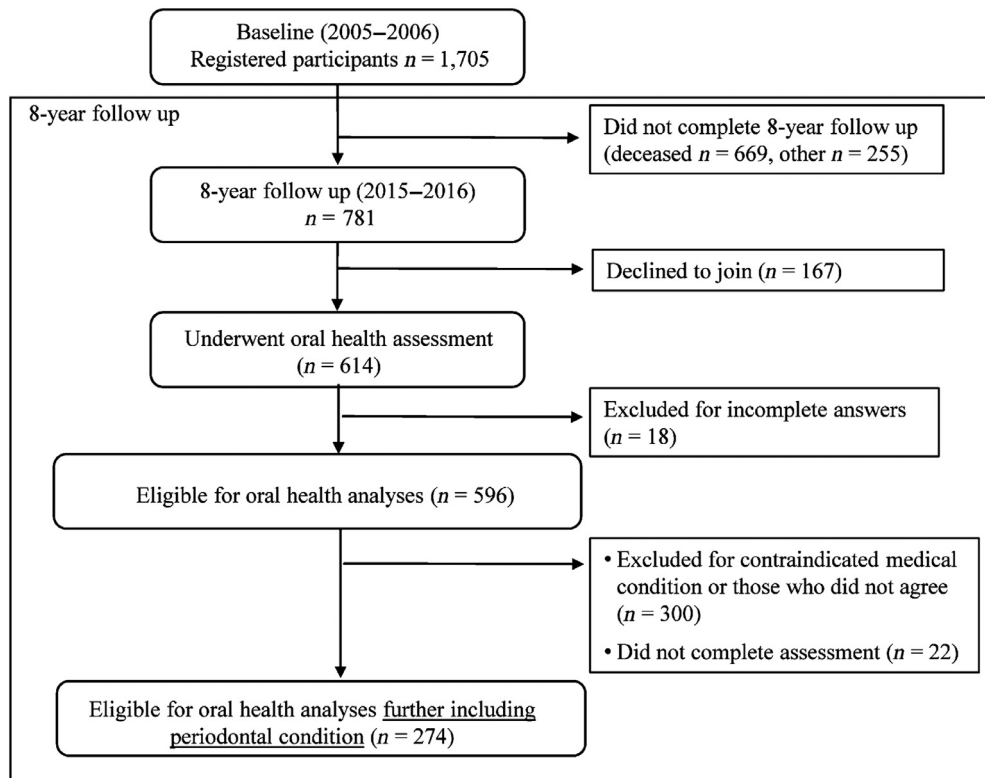 Baseline (2005–2006)
Registered participants n = 1,705
8-year follow up
Did not complete 8-year follow up
(deceased n = 669, other n = 255)
8-year follow up (2015–2016)
n = 781
Declined to join (n = 167)
Underwent oral health assessment
(n = 614)
Excluded for incomplete answers
(n = 18)
Eligible for oral health analyses (n = 596)
• Excluded for contraindicated medical
condition or those who did not agree
(n = 300)
• Did not complete assessment (n = 22)
Eligible for oral health analyses further including
periodontal condition (n = 274)